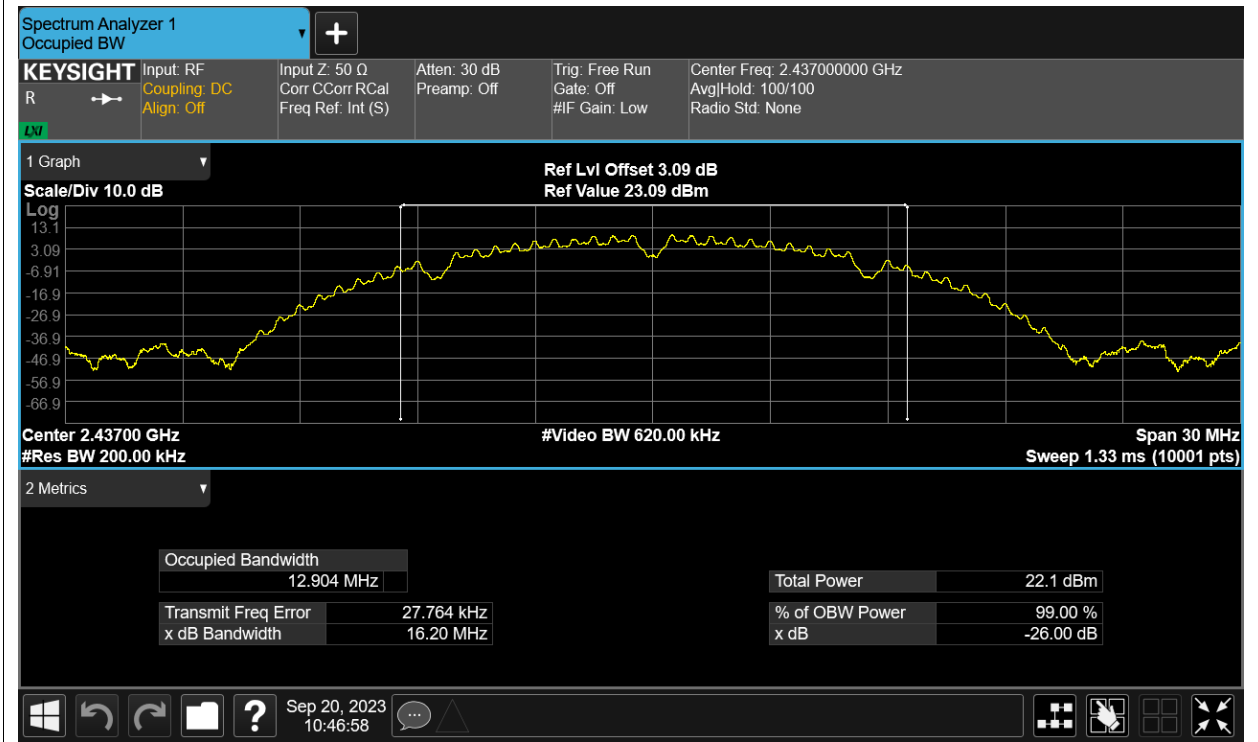 Spectrum Analyzer 1
Occupied BW
KEYSIGHT
R
LXI
Input: RF
Coupling: DC
Align: Off
Input Z: 50 Ω
Corr CCorr RCal
Freq Ref: Int (S)
Atten: 30 dB
Preamp: Off
Trig: Free Run
Gate: Off
#IF Gain: Low
Center Freq: 2.437000000 GHz
Avg|Hold: 100/100
Radio Std: None
1 Graph
Scale/Div 10.0 dB
Ref Lvl Offset 3.09 dB
Ref Value 23.09 dBm
Log
13.1
3.09
-6.91
-16.9
-26.9
-36.9
-46.9
-56.9
-66.9
Center 2.43700 GHz
#Res BW 200.00 kHz
#Video BW 620.00 kHz
Span 30 MHz
Sweep 1.33 ms (10001 pts)
2 Metrics
Occupied Bandwidth
12.904 MHz
Transmit Freq Error 27.764 kHz
x dB Bandwidth 16.20 MHz
Total Power 22.1 dBm
% of OBW Power 99.00 %
x dB -26.00 dB
?
Sep 20, 2023
10:46:58